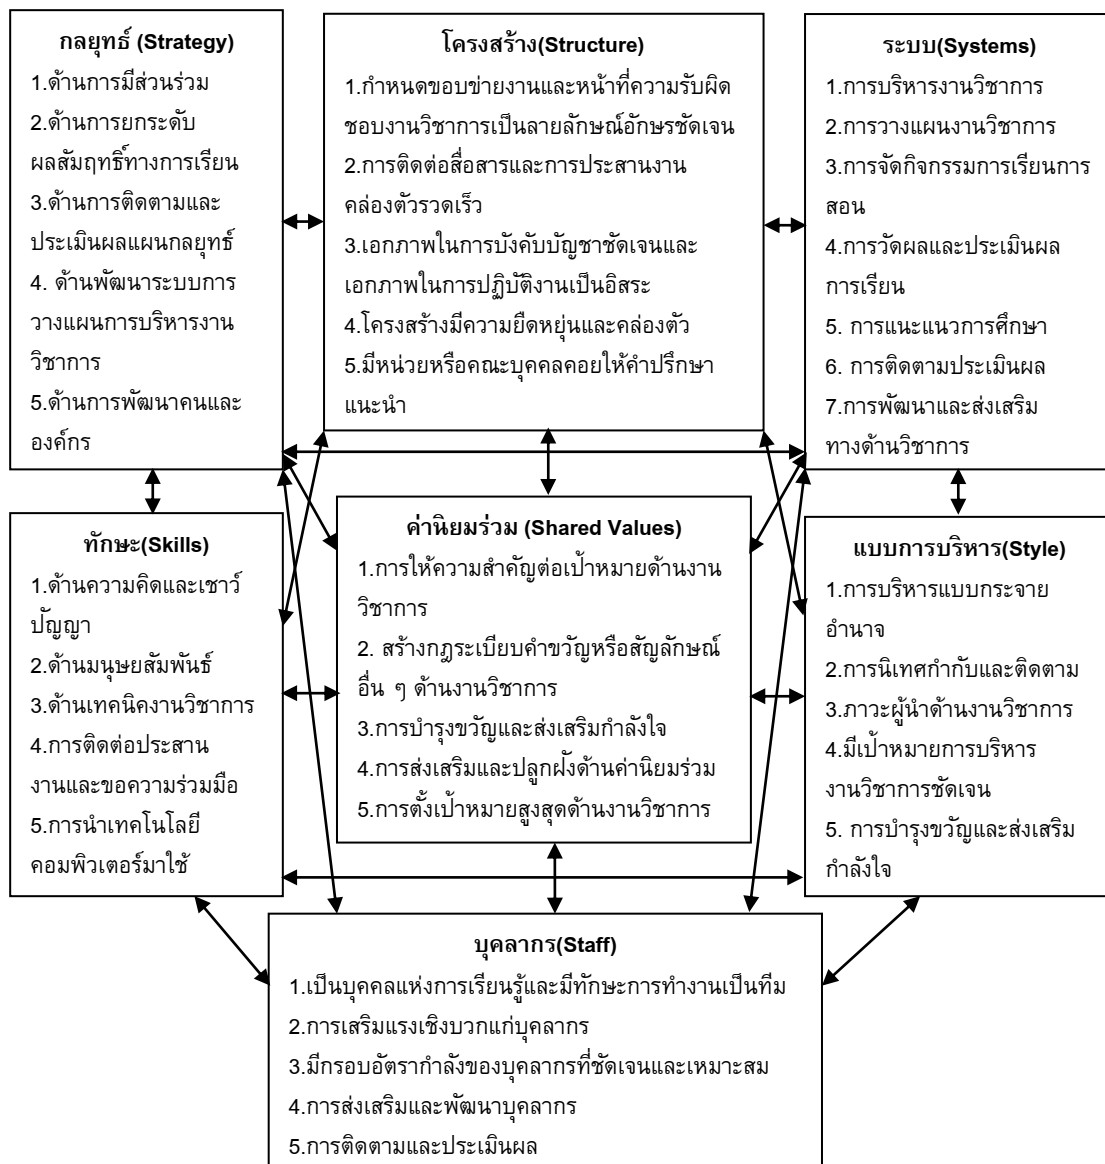 กลยุทธ์ (Strategy)
1.ด้านการมีส่วนร่วม
2.ด้านการยกระดับ
ผลสัมฤทธิ์ทางการเรียน
3.ด้านการติดตามและ
ประเมินผลแผนกลยุทธ์
4. ด้านพัฒนาระบบการ
วางแผนการบริหารงาน
วิชาการ
5.ด้านการพัฒนาคนและ
องค์กร
โครงสร้าง(Structure)
1.กำหนดขอบข่ายงานและหน้าที่ความรับผิด
ชอบงานวิชาการเป็นลายลักษณ์อักษรชัดเจน
2.การติดต่อสื่อสารและการประสานงาน
คล่องตัวรวดเร็ว
3.เอกภาพในการบังคับบัญชาชัดเจนและ
เอกภาพในการปฏิบัติงานเป็นอิสระ
4.โครงสร้างมีความยืดหยุ่นและคล่องตัว
5.มีหน่วยหรือคณะบุคคลคอยให้คำปรึกษา
แนะนำ
ระบบ(Systems)
1.การบริหารงานวิชาการ
2.การวางแผนงานวิชาการ
3.การจัดกิจกรรมการเรียนการ
สอน
4.การวัดผลและประเมินผล
การเรียน
5. การแนะแนวการศึกษา
6. การติดตามประเมินผล
7.การพัฒนาและส่งเสริม
ทางด้านวิชาการ
ทักษะ(Skills)
1.ด้านความคิดและเชาว์
ปัญญา
2.ด้านมนุษยสัมพันธ์
3.ด้านเทคนิคงานวิชาการ
4.การติดต่อประสาน
งานและขอความร่วมมือ
5.การนำเทคโนโลยี
คอมพิวเตอร์มาใช้
ค่านิยมร่วม (Shared Values)
1.การให้ความสำคัญต่อเป้าหมายด้านงาน
วิชาการ
2. สร้างกฎระเบียบคำขวัญหรือสัญลักษณ์
อื่น ๆ ด้านงานวิชาการ
3.การบำรุงขวัญและส่งเสริมกำลังใจ
4.การส่งเสริมและปลูกฝังด้านค่านิยมร่วม
5.การตั้งเป้าหมายสูงสุดด้านงานวิชาการ
แบบการบริหาร(Style)
1.การบริหารแบบกระจาย
อำนาจ
2.การนิเทศกำกับและติดตาม
3.ภาวะผู้นำด้านงานวิชาการ
4.มีเป้าหมายการบริหาร
งานวิชาการชัดเจน
5. การบำรุงขวัญและส่งเสริม
กำลังใจ
บุคลากร(Staff)
1.เป็นบุคคลแห่งการเรียนรู้และมีทักษะการทำงานเป็นทีม
2.การเสริมแรงเชิงบวกแก่บุคลากร
3.มีกรอบอัตรากำลังของบุคลากรที่ชัดเจนและเหมาะสม
4.การส่งเสริมและพัฒนาบุคลากร
5.การติดตามและประเมินผล